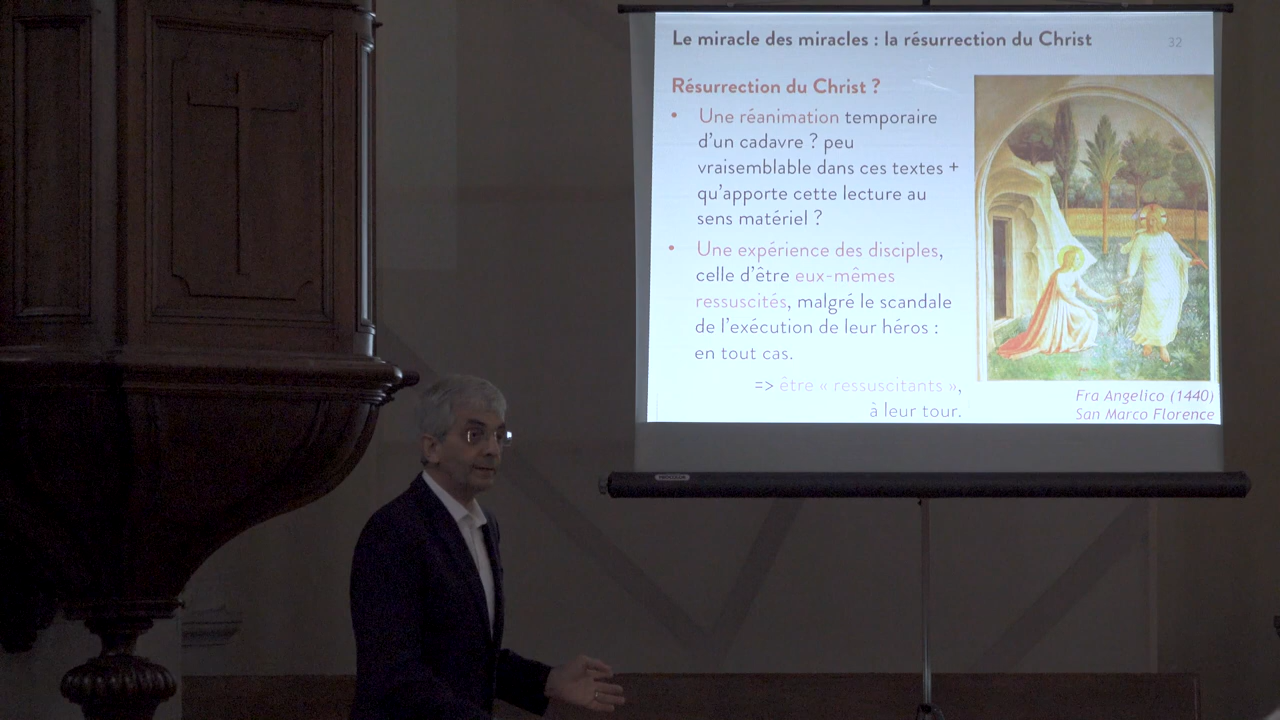 Le miracle des miracles : la résurrection du Christ
32
Résurrection du Christ ?
• Une réanimation temporaire
d'un cadavre ? peu
vraisemblable dans ces textes +
qu'apporte cette lecture au
sens matériel ?
• Une expérience des disciples,
celle d'être eux-mêmes
ressuscités, malgré le scandale
de l'exécution de leur héros :
en tout cas.
=> être « ressuscitants »,
à leur tour.
Fra Angelico (1440)
San Marco Florence